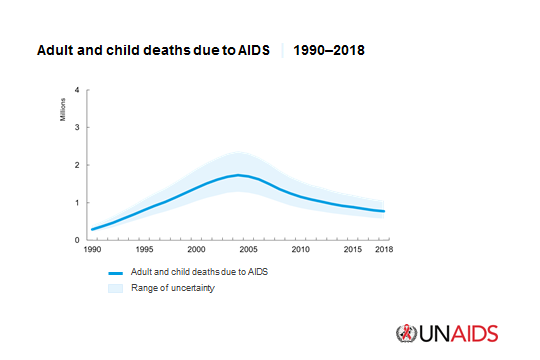 Adult and child deaths due to AIDS | 1990–2018
Millions
4
3
2
1
0
1990 1995 2000 2005 2010 2015 2018
Adult and child deaths due to AIDS
Range of uncertainty
UNAIDS